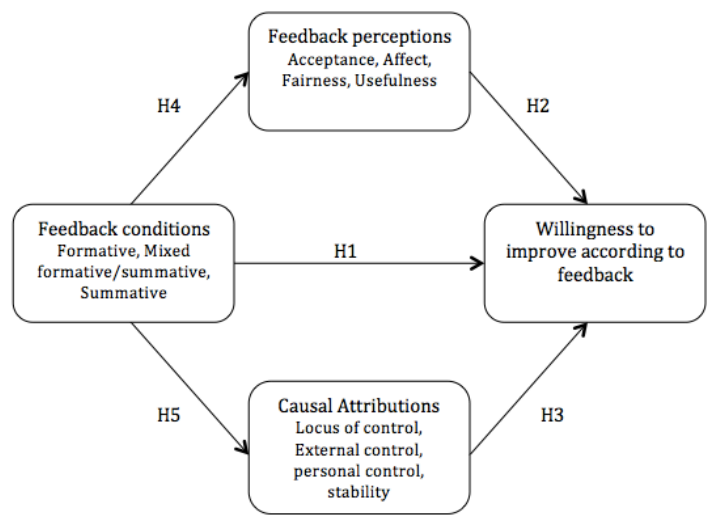 Feedback perceptions
Acceptance, Affect,
Fairness, Usefulness
H4
H2
Feedback conditions
Formative, Mixed
formative/summative,
Summative
H1
Willingness to
improve according to
feedback
H5
H3
Causal Attributions
Locus of control,
External control,
personal control,
stability